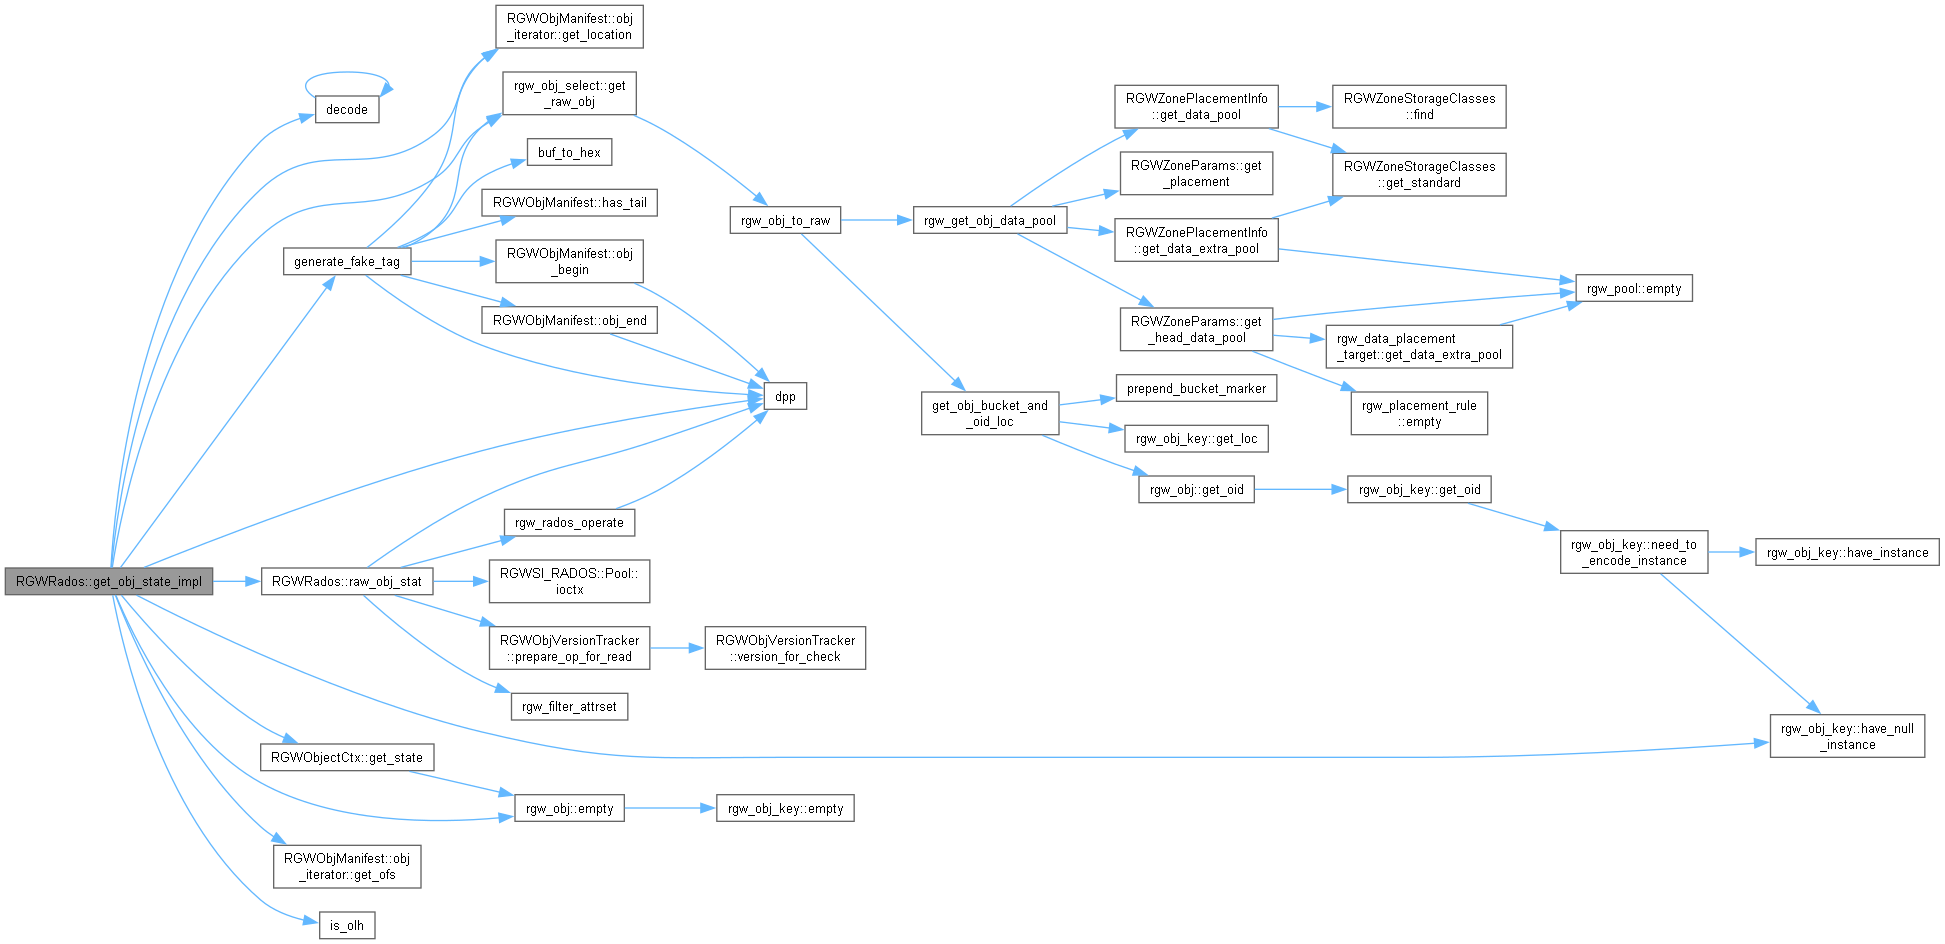 RGWRados::get_obj_state_impl
decode
generate_fake_tag
RGWRados::raw_obj_stat
RGWObjectCtx::get_state
RGWObjManifest::obj
_iterator::get_ofs
is_olh
RGWObjManifest::obj
_iterator::get_location
rgw_obj_select::get
_raw_obj
buf_to_hex
RGWObjManifest::has_tail
RGWObjManifest::obj
_begin
RGWObjManifest::obj_end
rgw_rados_operate
RGWSI_RADOS::Pool::
ioctx
RGWObjVersionTracker
::prepare_op_for_read
rgw_filter_attrset
rgw_obj::empty
rgw_obj_to_raw
dpp
RGWObjVersionTracker
::version_for_check
rgw_obj_key::empty
rgw_get_obj_data_pool
get_obj_bucket_and
_oid_loc
RGWZonePlacementInfo
::get_data_pool
RGWZoneParams::get
_placement
RGWZonePlacementInfo
::get_data_extra_pool
RGWZoneParams::get
_head_data_pool
prepend_bucket_marker
rgw_obj_key::get_loc
rgw_obj::get_oid
RGWZoneStorageClasses
::find
RGWZoneStorageClasses
::get_standard
rgw_data_placement
_target::get_data_extra_pool
rgw_placement_rule
::empty
rgw_obj_key::get_oid
rgw_pool::empty
rgw_obj_key::need_to
_encode_instance
rgw_obj_key::have_instance
rgw_obj_key::have_null
_instance